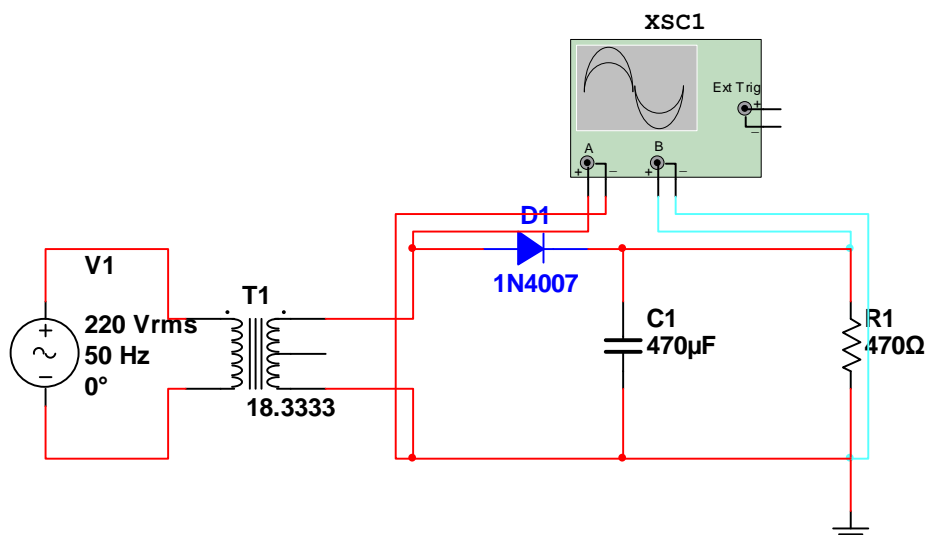 XSC1
Ext Trig
+
−
A
B
+
−
+
−
D1
1N4007
V1
T1
220 Vrms
50 Hz
0°
+
−
18.3333
C1
470µF
R1
470Ω